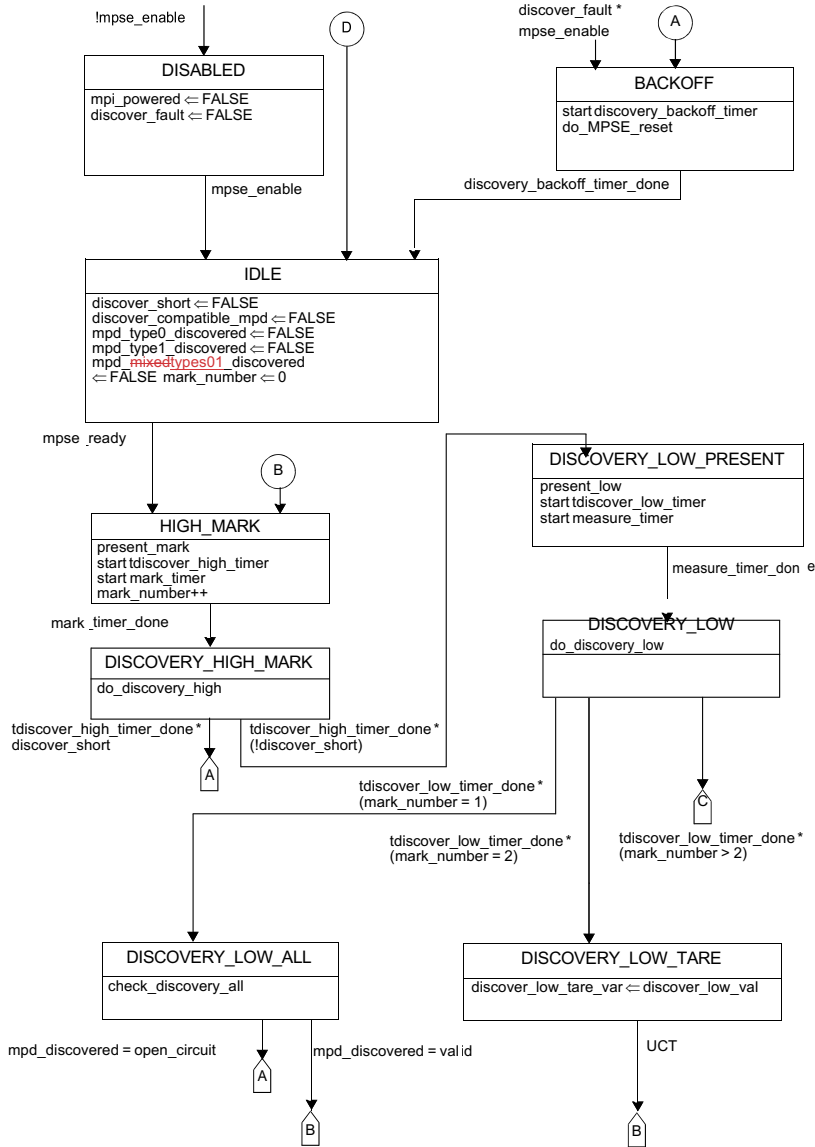 !mpse_enable
D
discover_fault *
mpse_enable
A
DISABLED
mpi_powered ⇐ FALSE
discover_fault ⇐ FALSE
BACKOFF
start discovery_backoff_timer
do_MPSE_reset
mpse_enable
discovery_backoff_timer_done
IDLE
discover_short ⇐ FALSE
discover_compatible_mpd ⇐ FALSE
mpd_type0_discovered ⇐ FALSE
mpd_type1_discovered ⇐ FALSE
mpd_mixedtypes01_discovered
⇐ FALSE mark_number ⇐ 0
mpse_ready
B
HIGH_MARK
present_mark
start tdiscover_high_timer
start mark_timer
mark_number++
DISCOVERY_LOW_PRESENT
present_low
start tdiscover_low_timer
start measure_timer
measure_timer_don e
mark_timer_done
DISCOVERY_HIGH_MARK
do_discovery_high
DISCOVERY_LOW
do_discovery_low
tdiscover_high_timer_done *
discover_short
A
tdiscover_high_timer_done *
(!discover_short)
tdiscover_low_timer_done *
(mark_number = 1)
tdiscover_low_timer_done *
(mark_number = 2)
C
tdiscover_low_timer_done *
(mark_number > 2)
DISCOVERY_LOW_ALL
check_discovery_all
DISCOVERY_LOW_TARE
discover_low_tare_var ⇐ discover_low_val
mpd_discovered = open_circuit
A
mpd_discovered = valid
B
UCT
B